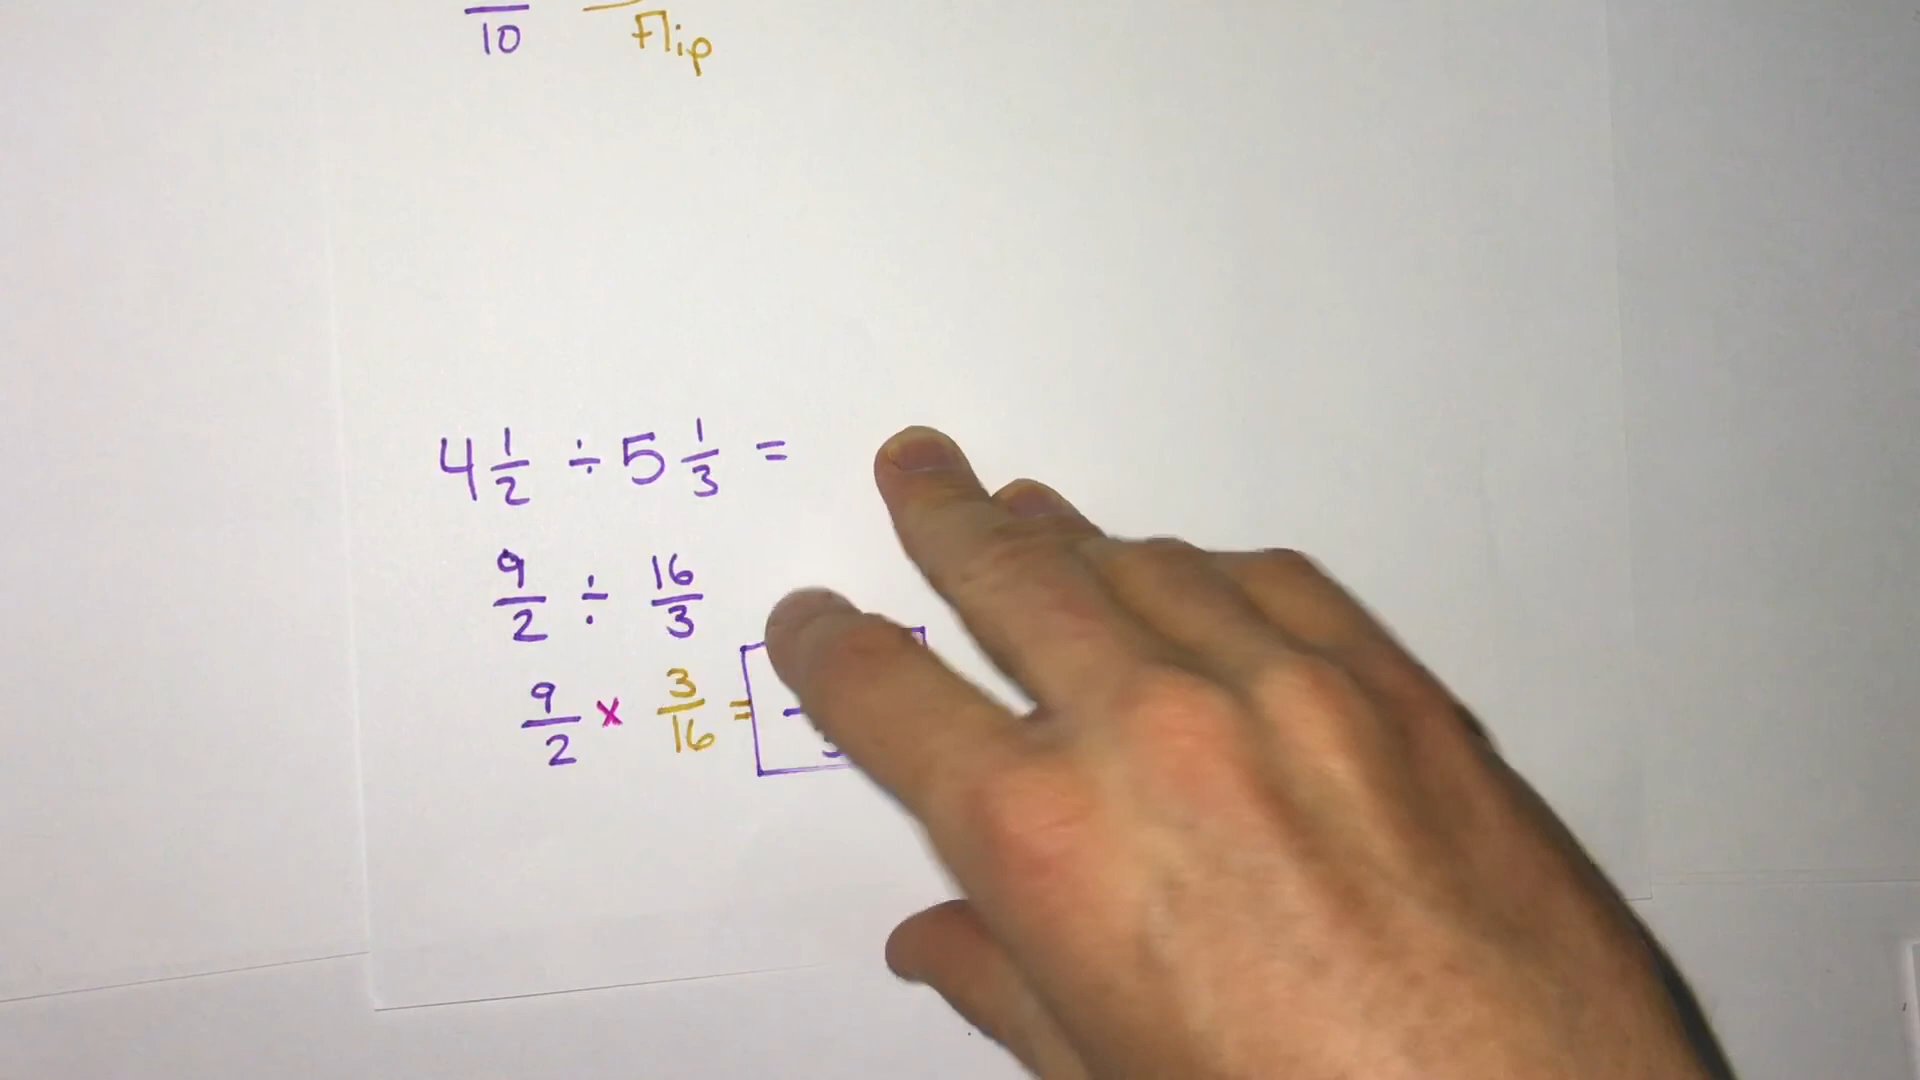 10 Flip
4 1/2 ÷ 5 1/3 =
9/2 ÷ 16/3
9/2 × 3/16 =